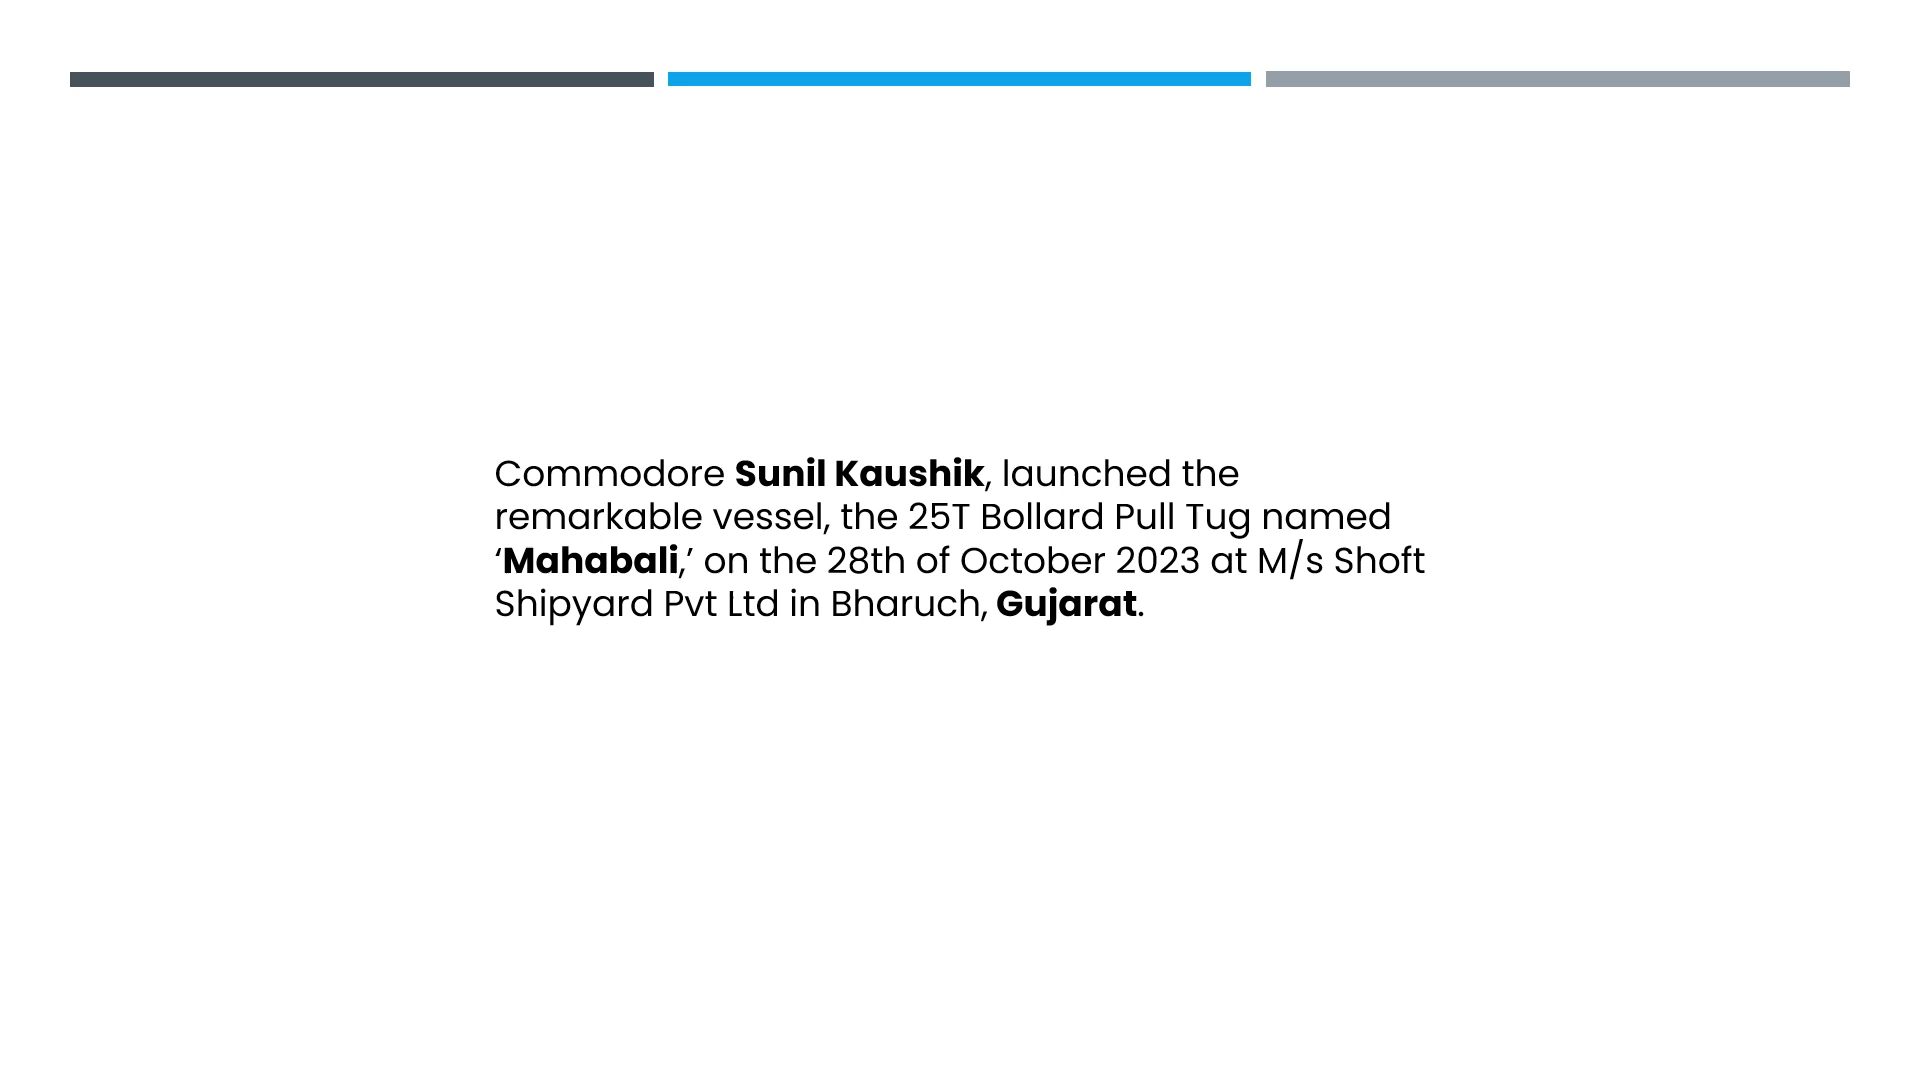 Commodore Sunil Kaushik, launched the
remarkable vessel, the 25T Bollard Pull Tug named
‘Mahabali,’ on the 28th of October 2023 at M/s Shoft
Shipyard Pvt Ltd in Bharuch, Gujarat.